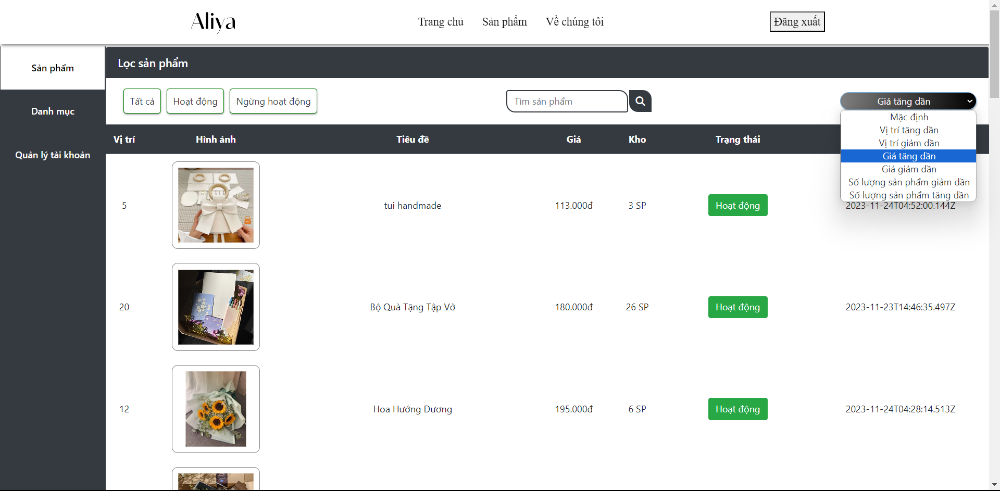 Aliya
Trang chủ
Sản phẩm
Về chúng tôi
Đăng xuất
Sản phẩm
Danh mục
Quản lý tài khoản
Lọc sản phẩm
Tất cả
Hoạt động
Ngừng hoạt động
Tìm sản phẩm
Giá tăng dần
Mặc định
Vị trí tăng dần
Vị trí giảm dần
Giá tăng dần
Giá giảm dần
Số lượng sản phẩm giảm dần
Số lượng sản phẩm tăng dần
Vị trí Hình ảnh Tiêu đề Giá Kho Trạng thái
5 tui handmade 113.000đ 3 SP Hoạt động 2023-11-24T04:52:00.144Z
20 Bộ Quà Tặng Tập Vở 180.000đ 26 SP Hoạt động 2023-11-23T14:46:35.497Z
12 Hoa Hướng Dương 195.000đ 6 SP Hoạt động 2023-11-24T04:28:14.513Z